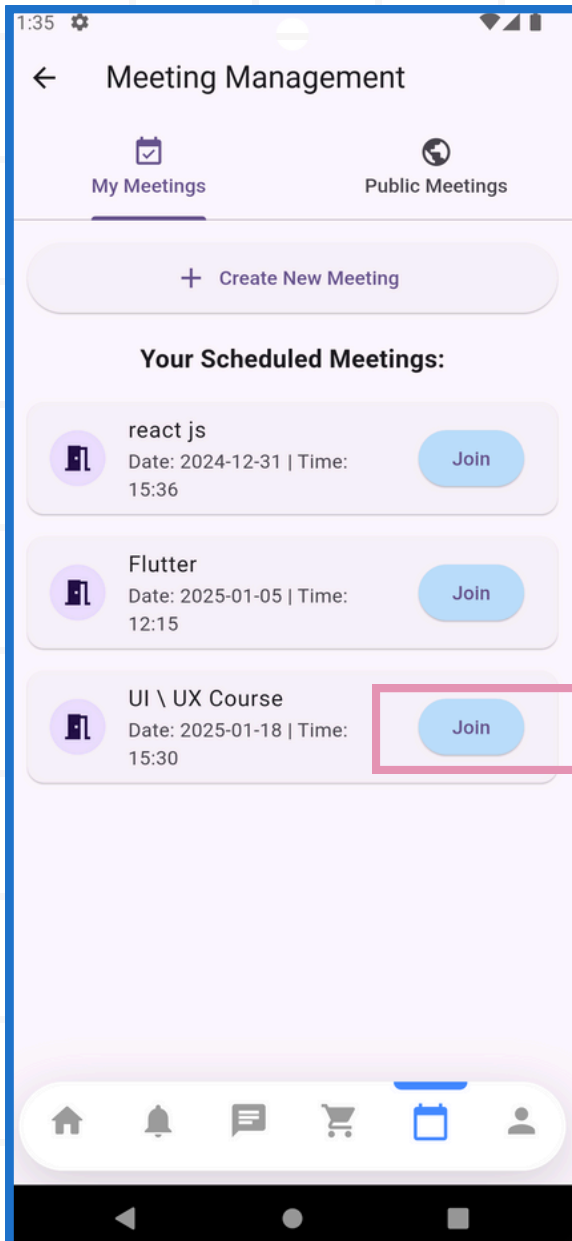 1:35
Meeting Management
My Meetings
Public Meetings
+ Create New Meeting
Your Scheduled Meetings:
react js
Date: 2024-12-31 | Time:
15:36
Join
Flutter
Date: 2025-01-05 | Time:
12:15
Join
UI \ UX Course
Date: 2025-01-18 | Time:
15:30
Join